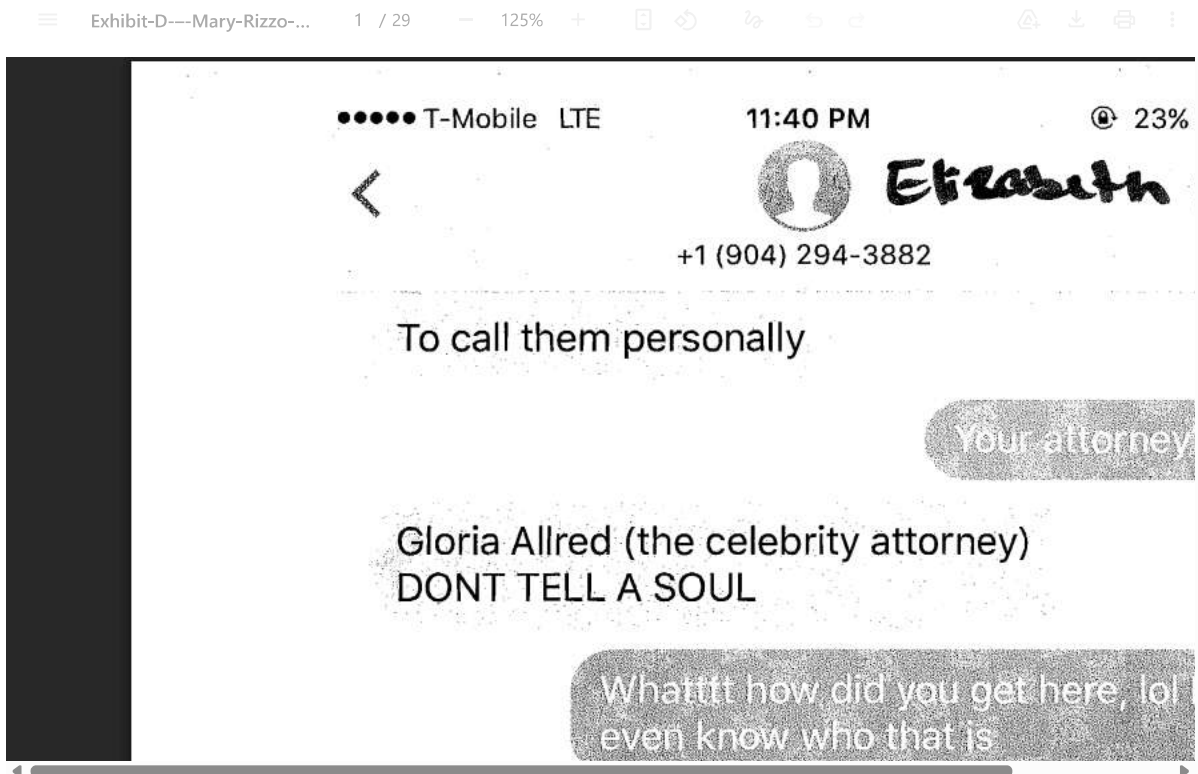 Exhibit-D-–-Mary-Rizzo-... 1 / 29 125%
T-Mobile LTE 11:40 PM 23%
Elizabeth
+1 (904) 294-3882
To call them personally
Your attorney
Gloria Allred (the celebrity attorney)
DONT TELL A SOUL
Whatttt how did you get here, lol
even know who that is